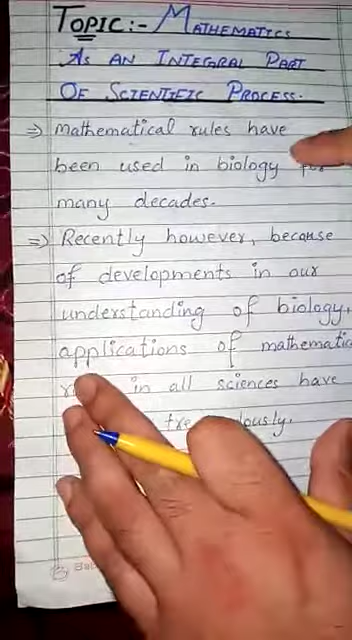 TOPIC:- MATHEMATICS
AS AN INTEGRAL PART
OF SCIENTIFIC PROCESS.
⇒ Mathematical rules have
been used in biology for
many decades.
⇒ Recently however, because
of developments in our
understanding of biology,
applications of mathematic
in all sciences have